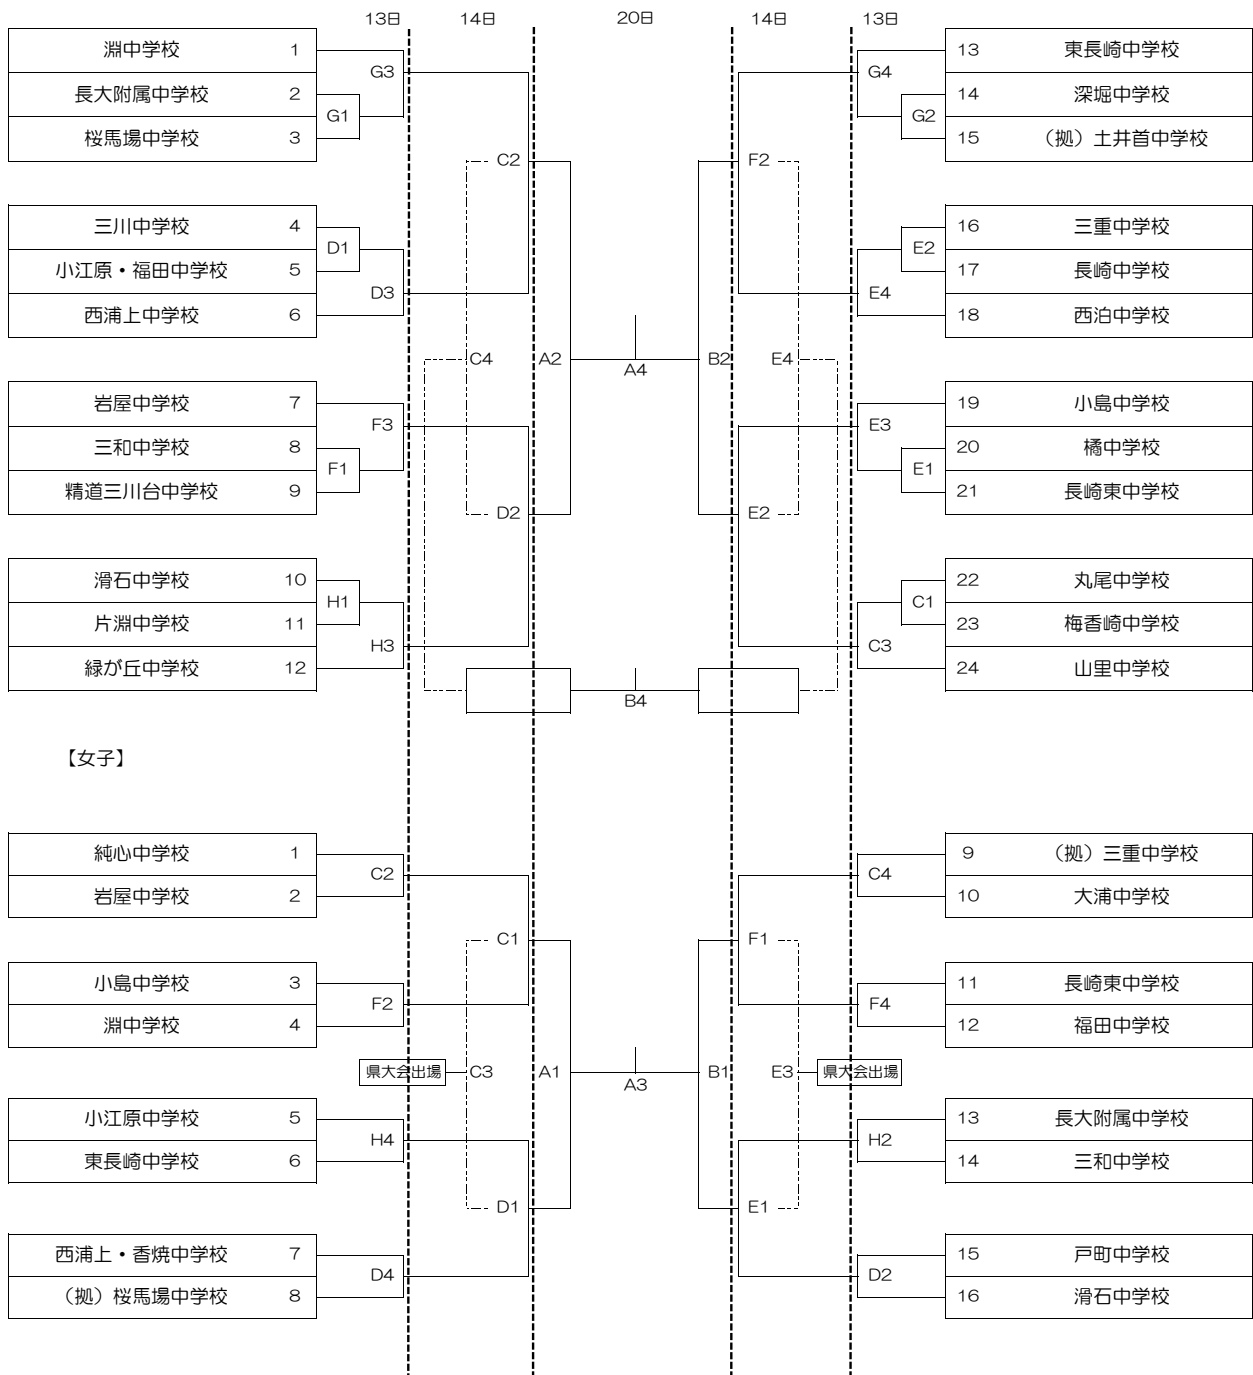 13日 14日 20日 14日 13日
淵中学校 1
長大附属中学校 2
桜馬場中学校 3
G3
G1
三川中学校 4
小江原・福田中学校 5
西浦上中学校 6
D1
D3
C2
岩屋中学校 7
三和中学校 8
精道三川台中学校 9
F3
F1
滑石中学校 10
片淵中学校 11
緑が丘中学校 12
H1
H3
D2
C4
A2
A4
B4
B2
E4
F2
E2
13 東長崎中学校
14 深堀中学校
15 （拠）土井首中学校
G4
G2
16 三重中学校
17 長崎中学校
18 西泊中学校
E2
E4
19 小島中学校
20 橘中学校
21 長崎東中学校
E3
E1
22 丸尾中学校
23 梅香崎中学校
24 山里中学校
C1
C3
【女子】
純心中学校 1
岩屋中学校 2
C2
小島中学校 3
淵中学校 4
F2
C1
小江原中学校 5
東長崎中学校 6
H4
西浦上・香焼中学校 7
（拠）桜馬場中学校 8
D4
D1
県大会出場
C3
A1
A3
B1
E3
県大会出場
F1
E1
9 （拠）三重中学校
10 大浦中学校
C4
11 長崎東中学校
12 福田中学校
F4
13 長大附属中学校
14 三和中学校
H2
15 戸町中学校
16 滑石中学校
D2